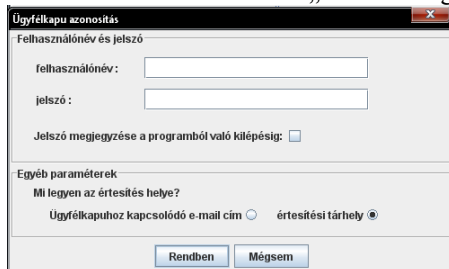 Ügyfélkapu azonosítás
Felhasználónév és jelszó
felhasználónév :
jelszó :
Jelszó megjegyzése a programból való kilépésig:
Egyéb paraméterek
Mi legyen az értesítés helye?
Ügyfélkapuhoz kapcsolódó e-mail cím értesítési tárhely
Rendben Mégsem